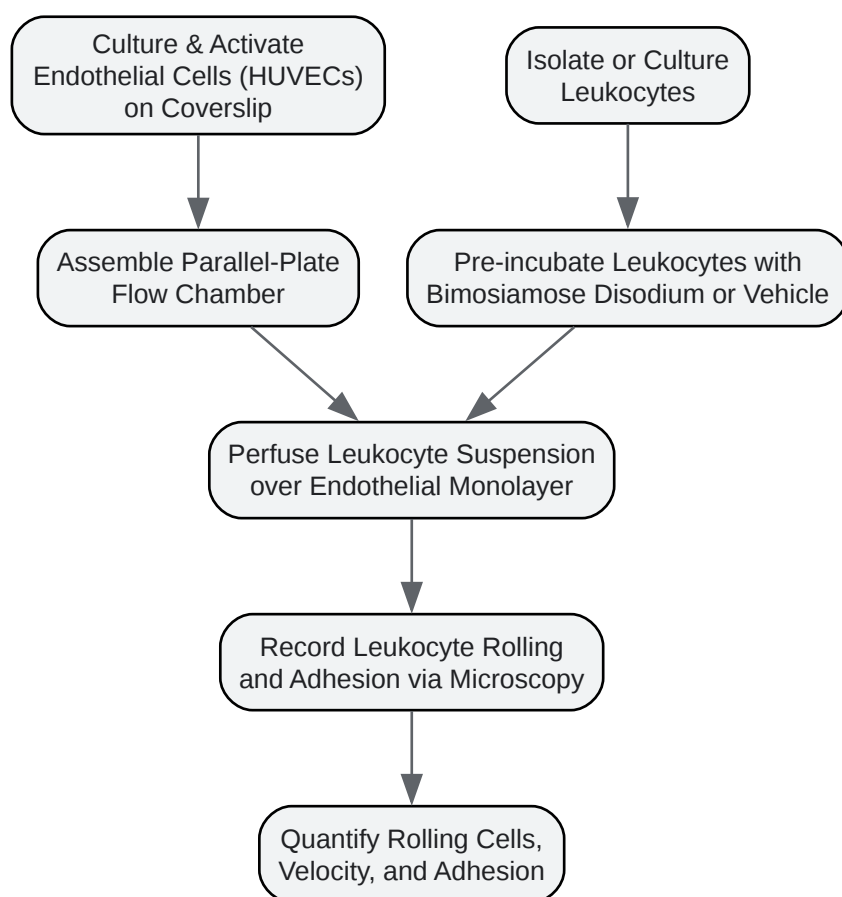 Culture & Activate
Endothelial Cells (HUVECs)
on Coverslip
Isolate or Culture
Leukocytes
Assemble Parallel-Plate
Flow Chamber
Pre-incubate Leukocytes with
Bimosiamose Disodium or Vehicle
Perfuse Leukocyte Suspension
over Endothelial Monolayer
Record Leukocyte Rolling
and Adhesion via Microscopy
Quantify Rolling Cells,
Velocity, and Adhesion